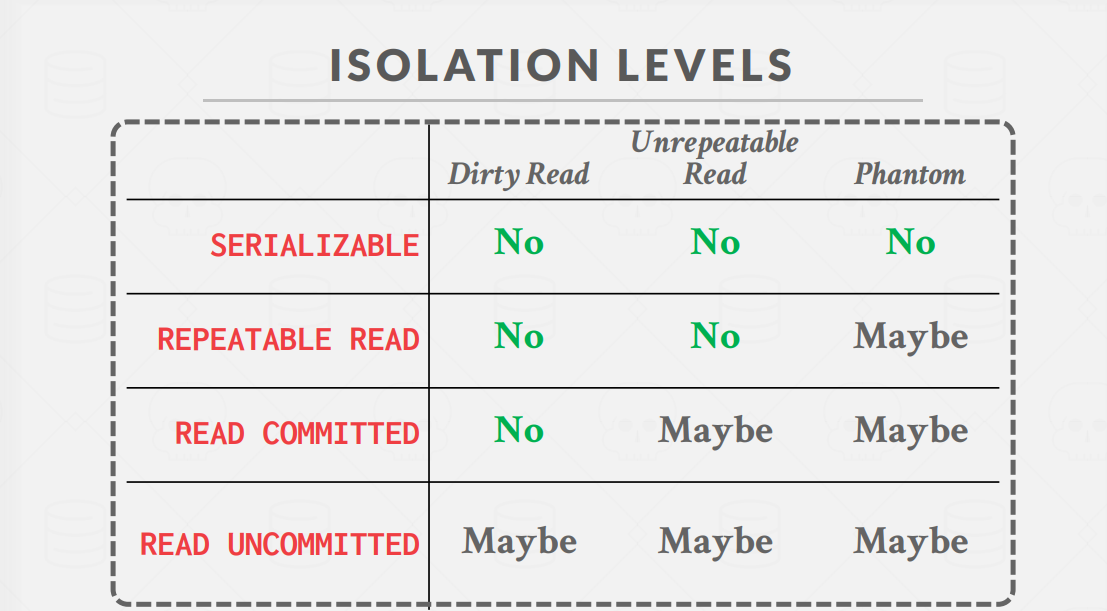 ISOLATION LEVELS
Dirty Read Unrepeatable Read Phantom
SERIALIZABLE No No No
REPEATABLE READ No No Maybe
READ COMMITTED No Maybe Maybe
READ UNCOMMITTED Maybe Maybe Maybe